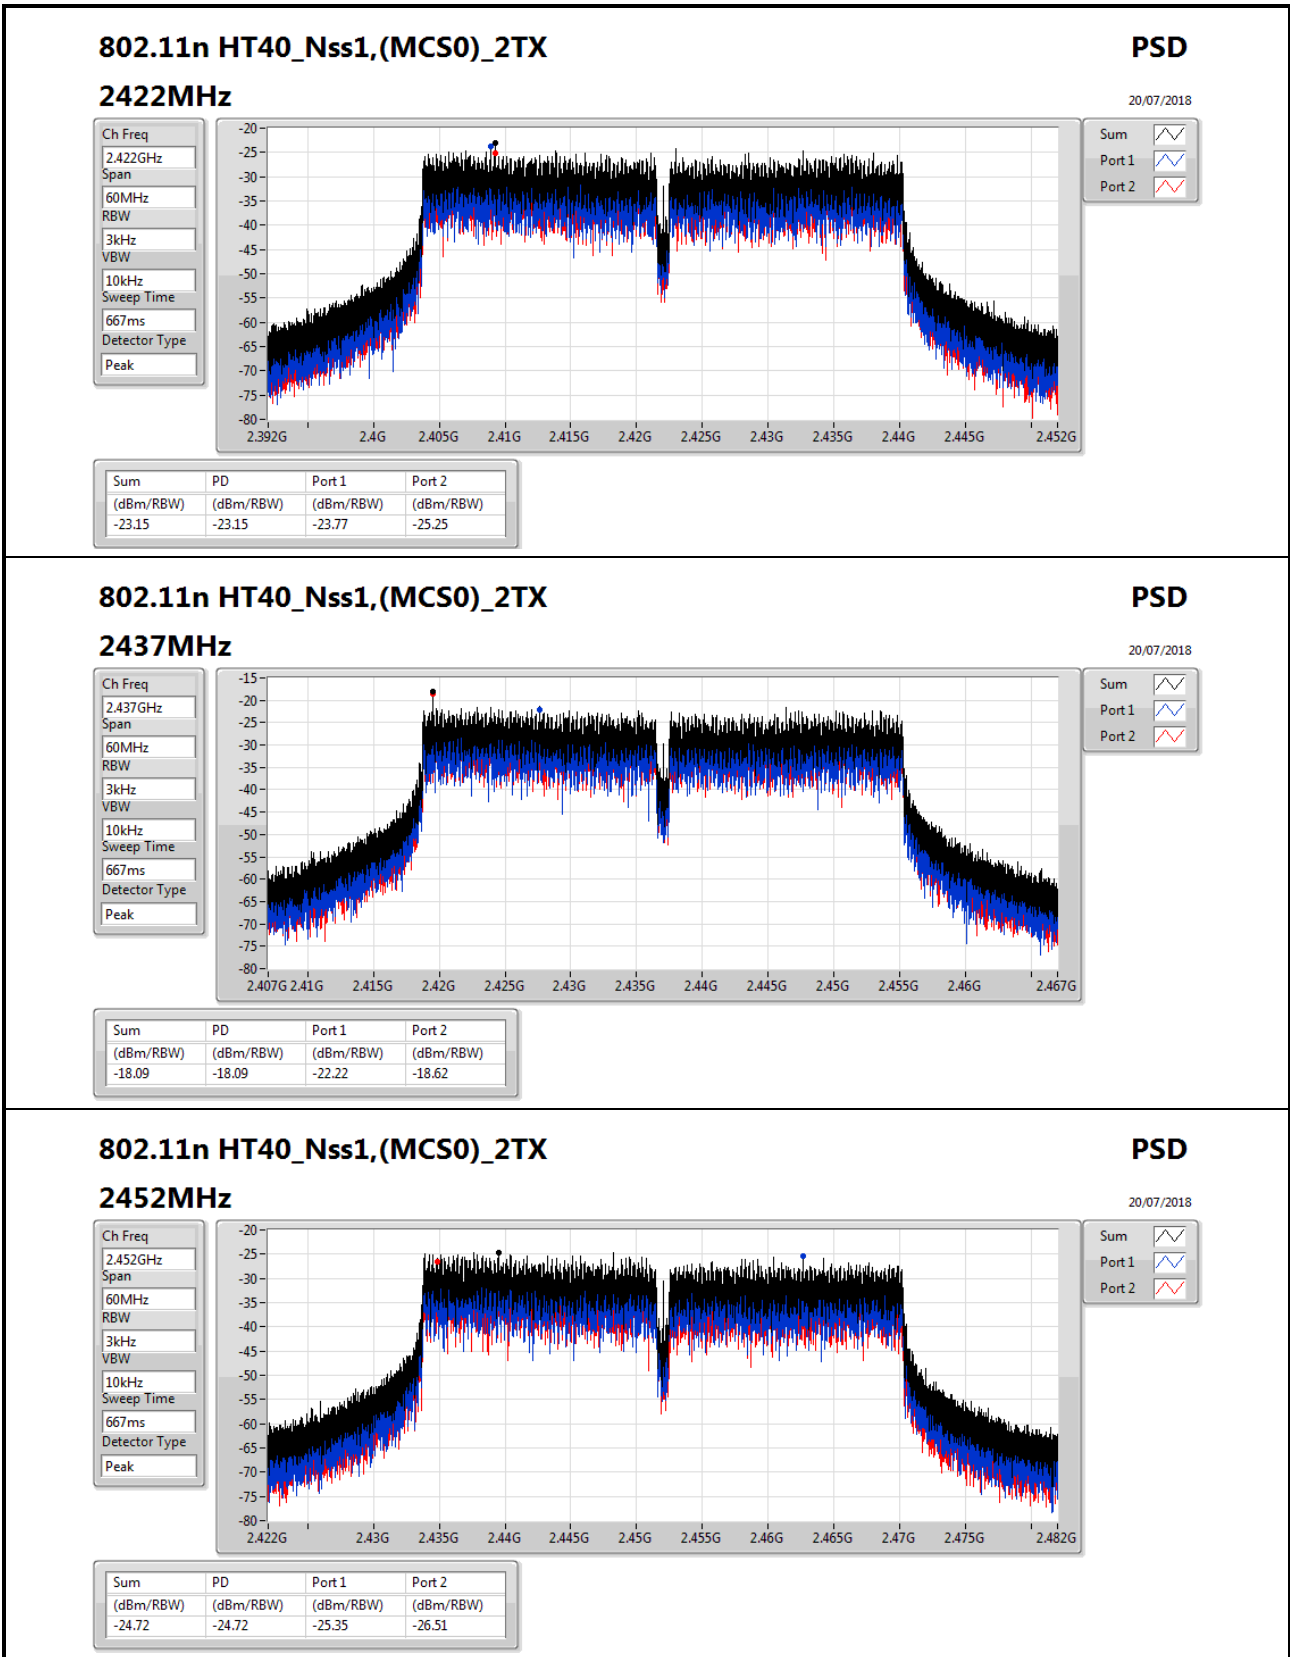 802.11n HT40_Nss1,(MCS0)_2TX PSD
2422MHz 20/07/2018
Ch Freq
2.422GHz
Span
60MHz
RBW
3kHz
VBW
10kHz
Sweep Time
667ms
Detector Type
Peak
-20
-25
-30
-35
-40
-45
-50
-55
-60
-65
-70
-75
-80
2.392G 2.4G 2.405G 2.41G 2.415G 2.42G 2.425G 2.43G 2.435G 2.44G 2.445G 2.452G
Sum
Port 1
Port 2
Sum PD Port 1 Port 2
(dBm/RBW) (dBm/RBW) (dBm/RBW) (dBm/RBW)
-23.15 -23.15 -23.77 -25.25
802.11n HT40_Nss1,(MCS0)_2TX PSD
2437MHz 20/07/2018
Ch Freq
2.437GHz
Span
60MHz
RBW
3kHz
VBW
10kHz
Sweep Time
667ms
Detector Type
Peak
-15
-20
-25
-30
-35
-40
-45
-50
-55
-60
-65
-70
-75
-80
2.407G 2.41G 2.415G 2.42G 2.425G 2.43G 2.435G 2.44G 2.445G 2.45G 2.455G 2.46G 2.467G
Sum
Port 1
Port 2
Sum PD Port 1 Port 2
(dBm/RBW) (dBm/RBW) (dBm/RBW) (dBm/RBW)
-18.09 -18.09 -22.22 -18.62
802.11n HT40_Nss1,(MCS0)_2TX PSD
2452MHz 20/07/2018
Ch Freq
2.452GHz
Span
60MHz
RBW
3kHz
VBW
10kHz
Sweep Time
667ms
Detector Type
Peak
-20
-25
-30
-35
-40
-45
-50
-55
-60
-65
-70
-75
-80
2.422G 2.43G 2.435G 2.44G 2.445G 2.45G 2.455G 2.46G 2.465G 2.47G 2.475G 2.482G
Sum
Port 1
Port 2
Sum PD Port 1 Port 2
(dBm/RBW) (dBm/RBW) (dBm/RBW) (dBm/RBW)
-24.72 -24.72 -25.35 -26.51